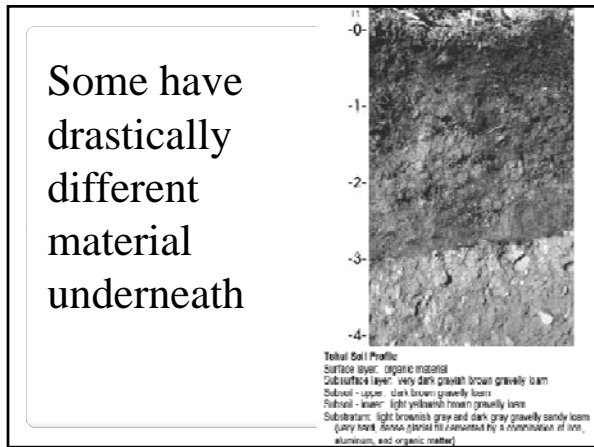 Some have
drastically
different
material
underneath
-0-
-1-
-2-
-3-
-4-
Tokul Soil Profile
Surface layer: organic material
Subsurface layer: very dark grayish brown gravelly loam
Subsoil - upper: dark brown gravelly loam
Subsoil - lower: light yellowish brown gravelly loam
Substratum: light brownish gray and dark gray gravelly sandy loam
(very hard, dense glacial till cemented by a combination of iron,
aluminum, and organic matter)